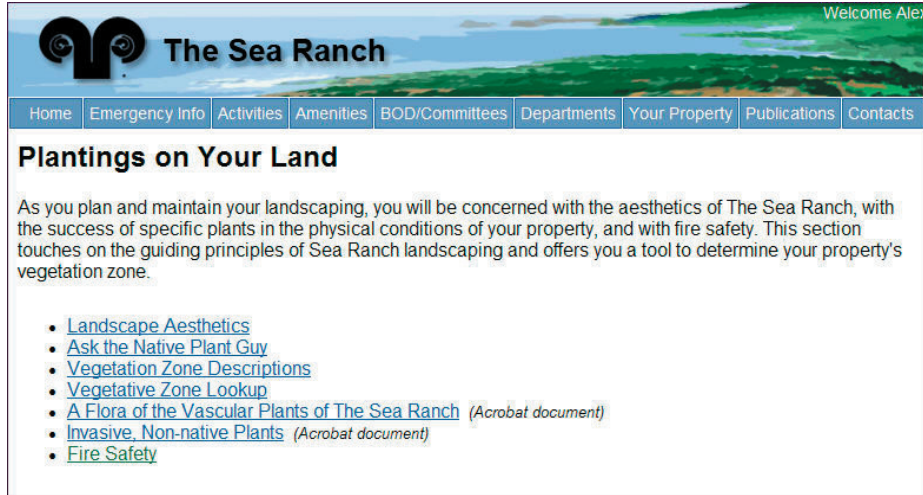 Welcome Alex
The Sea Ranch
Home Emergency Info Activities Amenities BOD/Committees Departments Your Property Publications Contacts
Plantings on Your Land
As you plan and maintain your landscaping, you will be concerned with the aesthetics of The Sea Ranch, with
the success of specific plants in the physical conditions of your property, and with fire safety. This section
touches on the guiding principles of Sea Ranch landscaping and offers you a tool to determine your property's
vegetation zone.
• Landscape Aesthetics
• Ask the Native Plant Guy
• Vegetation Zone Descriptions
• Vegetative Zone Lookup
• A Flora of the Vascular Plants of The Sea Ranch (Acrobat document)
• Invasive, Non-native Plants (Acrobat document)
• Fire Safety